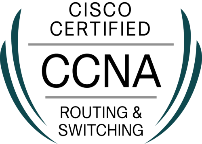 CISCO
CERTIFIED
CCNA
ROUTING &
SWITCHING